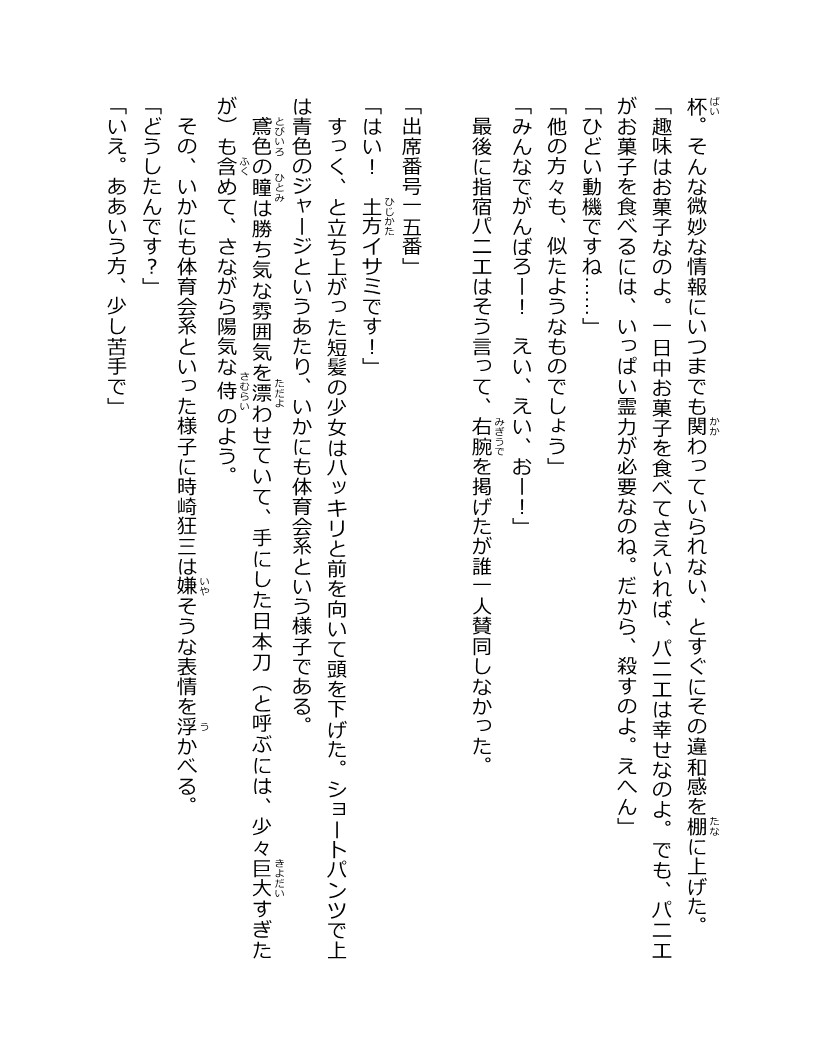 杯。そんな微妙な情報にいつまでも関わっていられない、とすぐにその違和感を棚に上げた。
「趣味はお菓子なのよ。一日中お菓子を食べてさえいれば、パニエは幸せなのよ。でも、パニエ
がお菓子を食べるには、いっぱい霊力が必要なのね。だから、殺すのよ。えへん」
「ひどい動機ですね……」
「他の方々も、似たようなものでしょう」
「みんなでがんばろー！　えい、えい、おー！」
　最後に指宿パニエはそう言って、右腕を掲げたが誰一人賛同しなかった。
「出席番号一五番」
「はい！　土方イサミです！」
　すっく、と立ち上がった短髪の少女はハッキリと前を向いて頭を下げた。ショートパンツで上
は青色のジャージというあたり、いかにも体育会系という様子である。
　鳶色の瞳は勝ち気な雰囲気を漂わせていて、手にした日本刀（と呼ぶには、少々巨大すぎた
が）も含めて、さながら陽気な侍のよう。
　その、いかにも体育会系といった様子に時崎狂三は嫌そうな表情を浮かべる。
「どうしたんです？」
「いえ。ああいう方、少し苦手で」